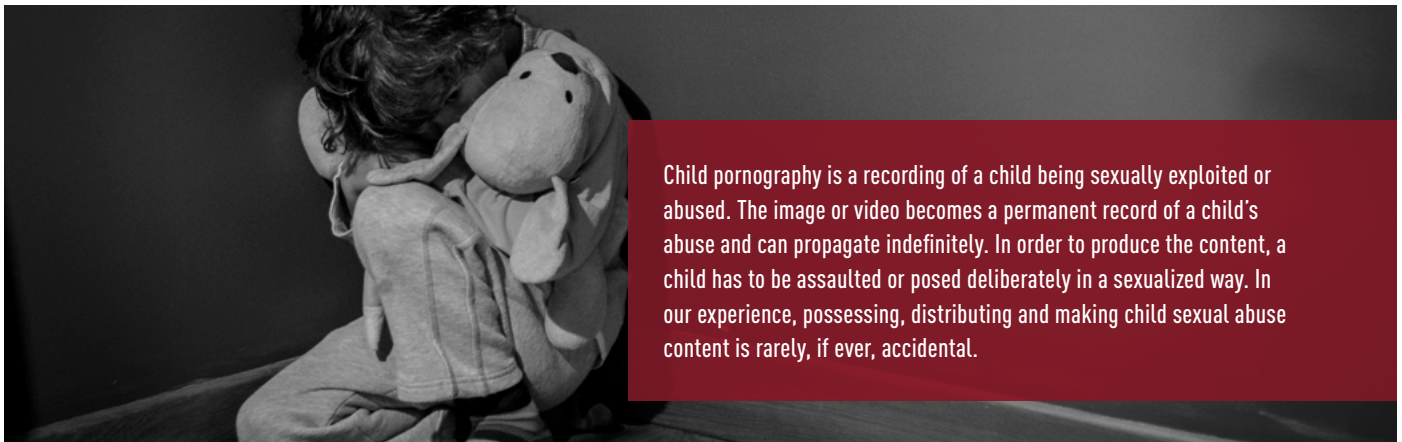 Child pornography is a recording of a child being sexually exploited or
abused. The image or video becomes a permanent record of a child’s
abuse and can propagate indefinitely. In order to produce the content, a
child has to be assaulted or posed deliberately in a sexualized way. In
our experience, possessing, distributing and making child sexual abuse
content is rarely, if ever, accidental.